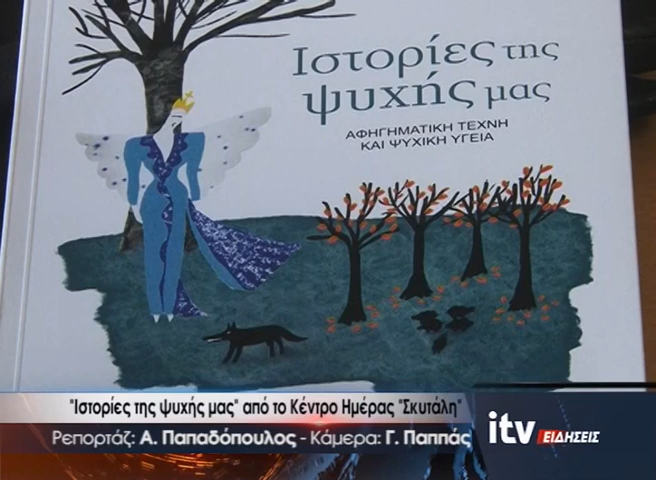 Ιστορίες της
ψυχής μας
ΑΦΗΓΗΜΑΤΙΚΗ ΤΕΧΝΗ
ΚΑΙ ΨΥΧΙΚΗ ΥΓΕΙΑ
"Ιστορίες της ψυχής μας" από το Κέντρο Ημέρας "Σκυτάλη"
Ρεπορτάζ: Α. Παπαδόπουλος - Κάμερα: Γ. Παππάς
itv ΕΙΔΗΣΕΙΣ